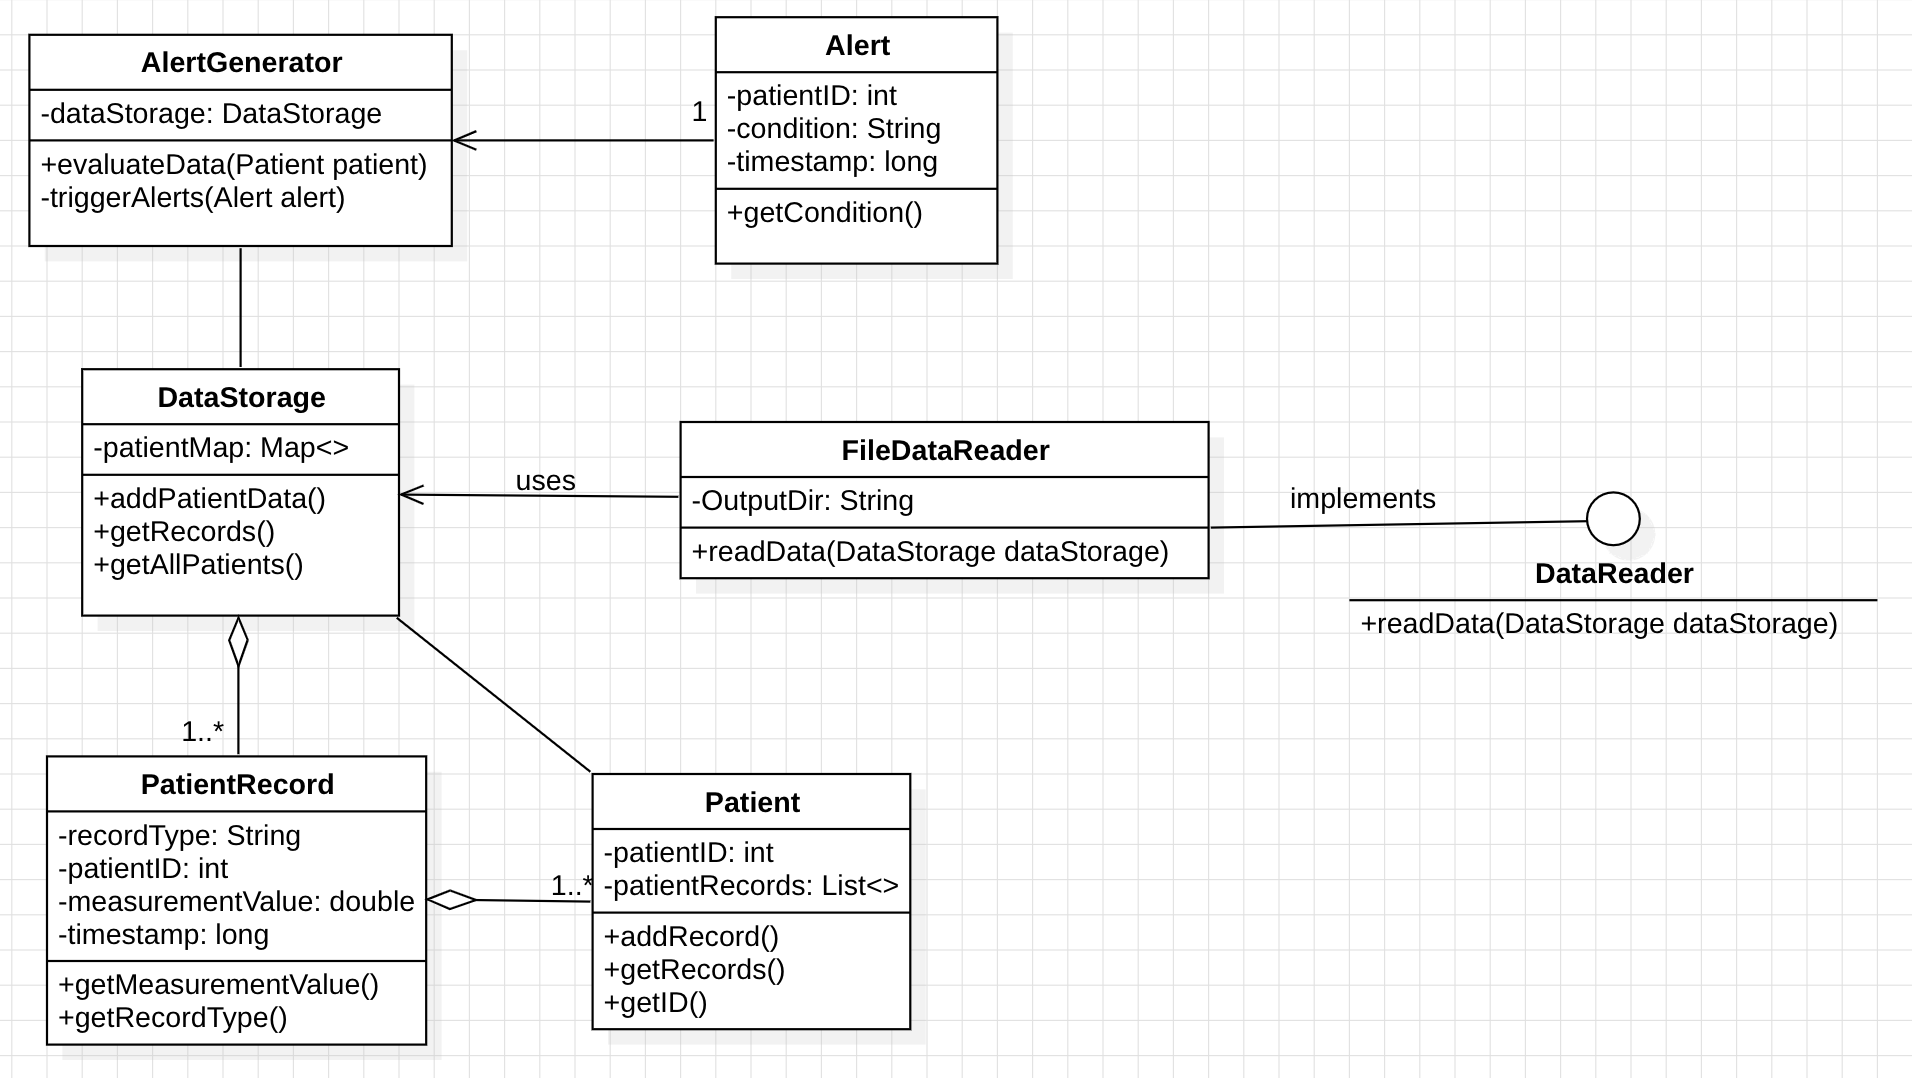 AlertGenerator
-dataStorage: DataStorage
+evaluateData(Patient patient)
-triggerAlerts(Alert alert)
1
Alert
-patientID: int
-condition: String
-timestamp: long
+getCondition()
DataStorage
-patientMap: Map<>
+addPatientData()
+getRecords()
+getAllPatients()
uses
FileDataReader
-OutputDir: String
+readData(DataStorage dataStorage)
implements
DataReader
+readData(DataStorage dataStorage)
1..*
PatientRecord
-recordType: String
-patientID: int
-measurementValue: double
-timestamp: long
+getMeasurementValue()
+getRecordType()
1..*
Patient
-patientID: int
-patientRecords: List<>
+addRecord()
+getRecords()
+getID()